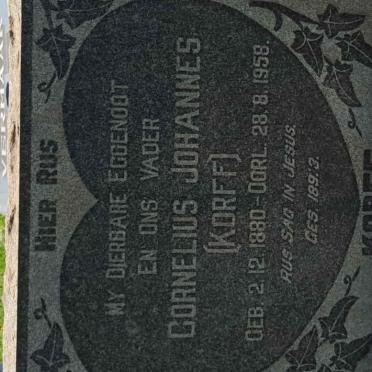 HIER RUS
MY DIERBARE EGGENOOT
EN ONS VADER
CORNELIUS JOHANNES
(KORFF)
GEB. 2.12.1880-OORL. 28.8.1958.
RUS SAG IN JESUS.
GES. 189:3.